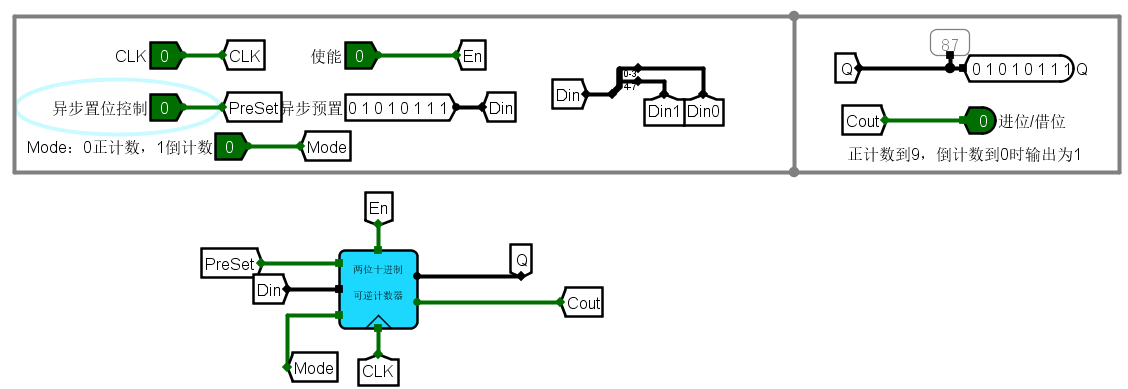 CLK 0 CLK
使能 0 En
异步置位控制 0 PreSet
异步预置 0 1 0 1 0 1 1 1 Din
Mode：0正计数，1倒计数 0 Mode
Din 0-3
4-7
Din1 Din0
87
Q 0 1 0 1 0 1 1 1 Q
Cout 0 进位/借位
正计数到9，倒计数到0时输出为1
En
PreSet
Din
Mode
两位十进制
可逆计数器
Q
Cout
CLK